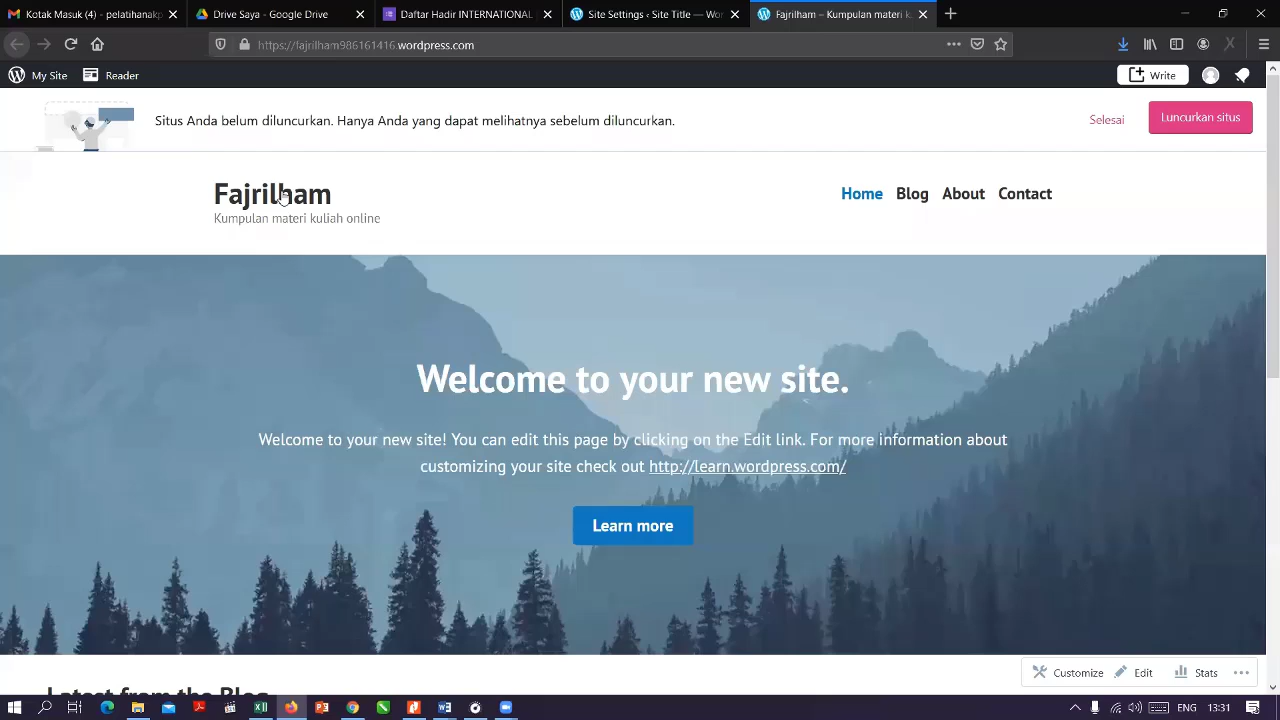 Kotak Masuk (4) - pelatihanakp
Drive Saya - Google Drive
Daftar Hadir INTERNATIONAL
Site Settings ‹ Site Title — Wor
Fajrilham – Kumpulan materi k
https://fajrilham986161416.wordpress.com
My Site
Reader
Write
Situs Anda belum diluncurkan. Hanya Anda yang dapat melihatnya sebelum diluncurkan.
Selesai
Luncurkan situs
Fajrilham
Kumpulan materi kuliah online
Home Blog About Contact
Welcome to your new site.
Welcome to your new site! You can edit this page by clicking on the Edit link. For more information about
customizing your site check out http://learn.wordpress.com/
Learn more
Customize Edit Stats
Latest from the Blog
ENG 13:31